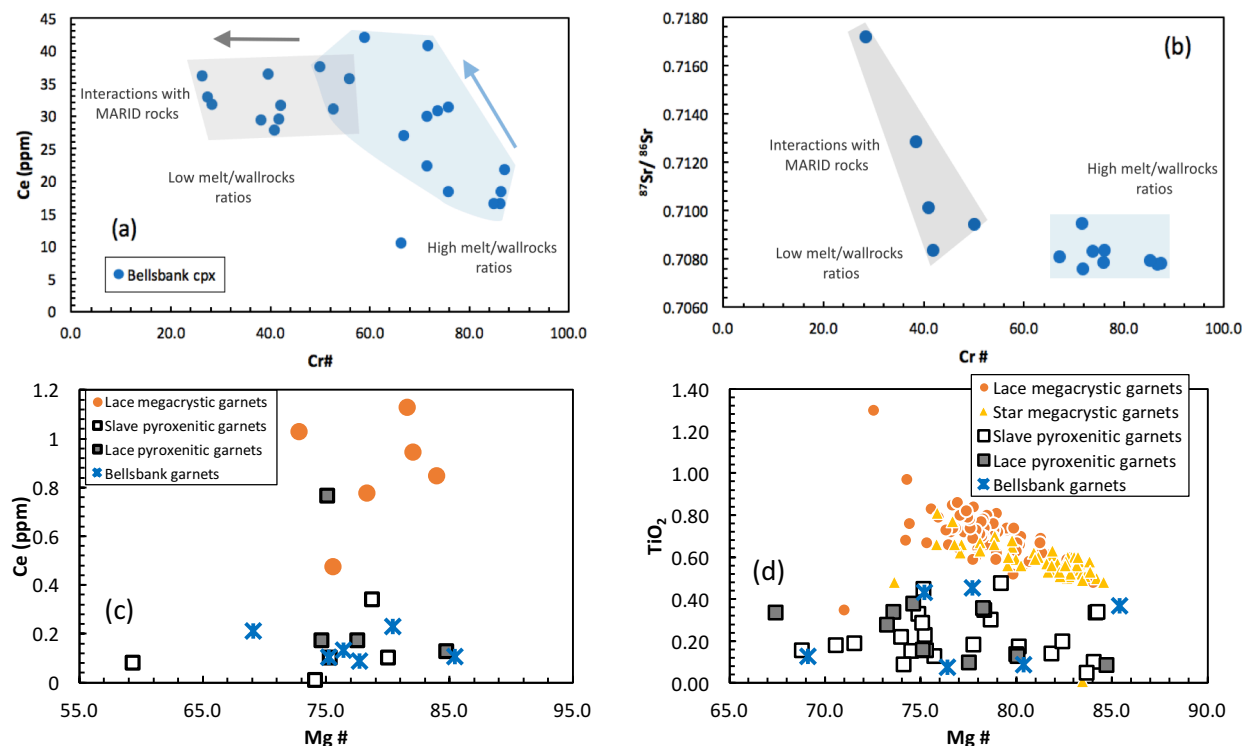 (a)
Ce (ppm)
45
40
35
30
25
20
15
10
5
0
Interactions with
MARID rocks
Low melt/wallrocks
ratios
High melt/wallrocks
ratios
Bellsbank cpx
0.0 20.0 40.0 60.0 80.0 100.0
Cr#
(b)
⁸⁷Sr/ ⁸⁶Sr
0.7180
0.7160
0.7140
0.7120
0.7100
0.7080
0.7060
Interactions with
MARID rocks
Low melt/wallrocks
ratios
High melt/wallrocks
ratios
0.0 20.0 40.0 60.0 80.0 100.0
Cr #
(c)
Ce (ppm)
1.2
1
0.8
0.6
0.4
0.2
0
Lace megacrystic garnets
Slave pyroxenitic garnets
Lace pyroxenitic garnets
Bellsbank garnets
55.0 65.0 75.0 85.0 95.0
Mg #
(d)
TiO₂
1.40
1.20
1.00
0.80
0.60
0.40
0.20
0.00
Lace megacrystic garnets
Star megacrystic garnets
Slave pyroxenitic garnets
Lace pyroxenitic garnets
Bellsbank garnets
65.0 70.0 75.0 80.0 85.0 90.0
Mg #